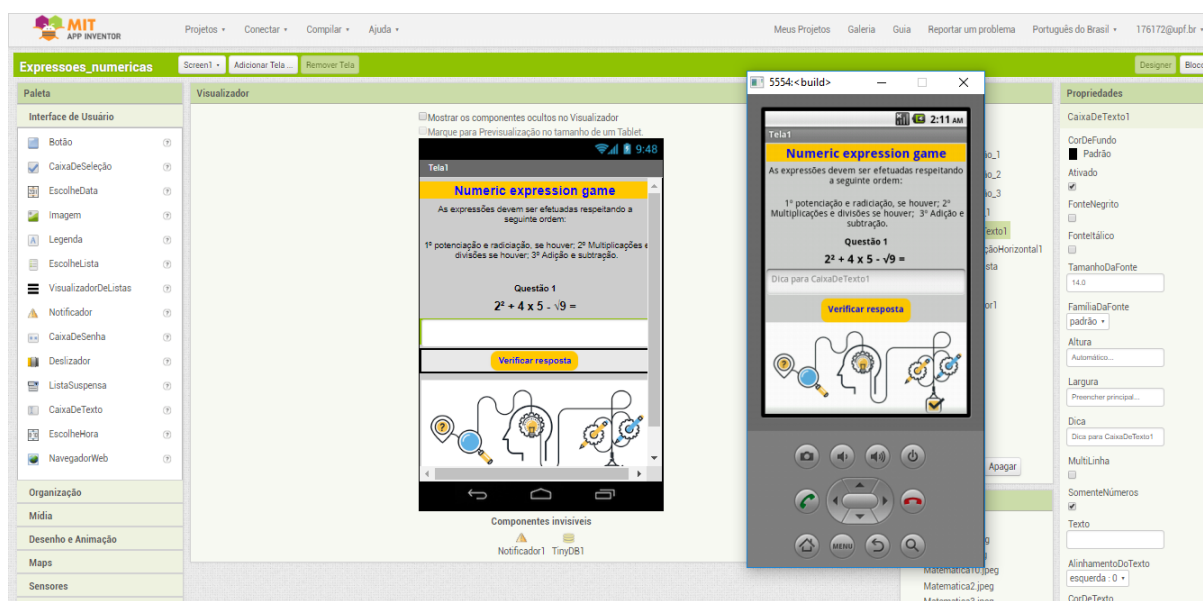 MIT
APP INVENTOR
Projetos
Conectar
Compilar
Ajuda
Meus Projetos
Galeria
Guia
Reportar um problema
Português do Brasil
176172@upf.br
Expressoes_numericas
Screen1
Adicionar Tela ...
Remover Tela
Designer
Paleta
Interface de Usuário
Botão
CaixaDeSeleção
EscolheData
Imagem
Legenda
EscolheLista
VisualizadorDeListas
Notificador
CaixaDeSenha
Deslizador
ListaSuspensa
CaixaDeTexto
EscolheHora
NavegadorWeb
Organização
Mídia
Desenho e Animação
Maps
Sensores
Visualizador
Mostrar os componentes ocultos no Visualizador
Marque para Previsualização no tamanho de um Tablet.
9:48
Tela1
Numeric expression game
As expressões devem ser efetuadas respeitando a
seguinte ordem:
1º potenciação e radiciação, se houver; 2º Multiplicações e
divisões se houver; 3º Adição e subtração.
Questão 1
2² + 4 x 5 - √9 =
Verificar resposta
Componentes invisíveis
Notificador1 TinyDB1
5554:<build>
2:11 AM
Tela1
Numeric expression game
As expressões devem ser efetuadas respeitando
a seguinte ordem:
1º potenciação e radiciação, se houver; 2º
Multiplicações e divisões se houver; 3º Adição e
subtração.
Questão 1
2² + 4 x 5 - √9 =
Dica para CaixaDeTexto1
Verificar resposta
MENU
Apagar
Matematica10.jpeg
Matematica2.jpeg
Propriedades
CaixaDeTexto1
CorDeFundo
Padrão
Ativado
FonteNegrito
FonteItálico
TamanhoDaFonte
14.0
FamíliaDaFonte
padrão
Altura
Automático...
Largura
Preencher principal...
Dica
Dica para CaixaDeTexto1
MultiLinha
SomenteNúmeros
Texto
AlinhamentoDoTexto
esquerda : 0
CorDeTexto